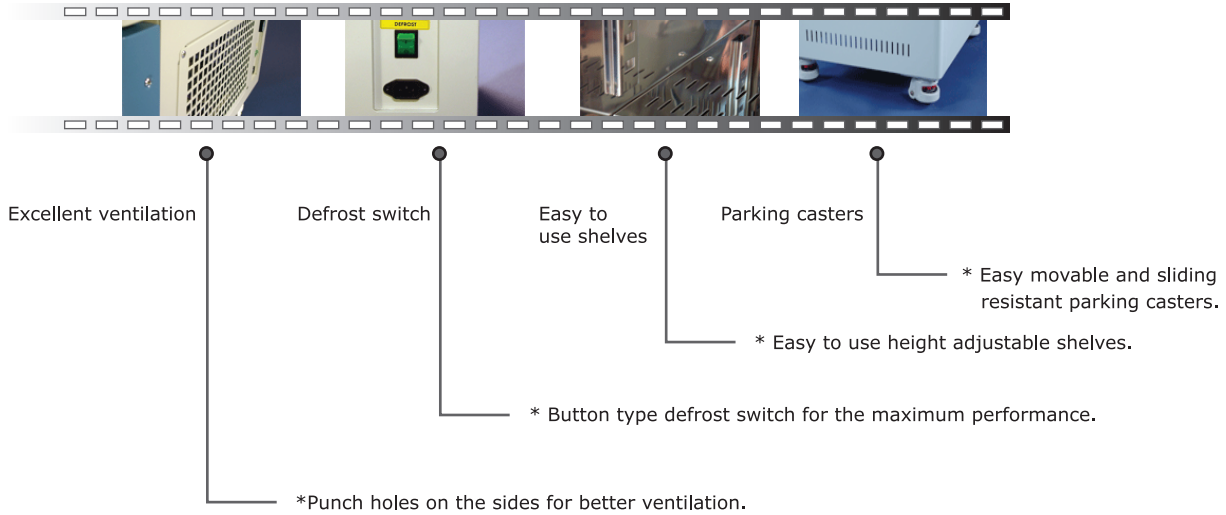 DEFROST
Excellent ventilation
Defrost switch
Easy to
use shelves
Parking casters
* Easy movable and sliding
resistant parking casters.
* Easy to use height adjustable shelves.
* Button type defrost switch for the maximum performance.
*Punch holes on the sides for better ventilation.